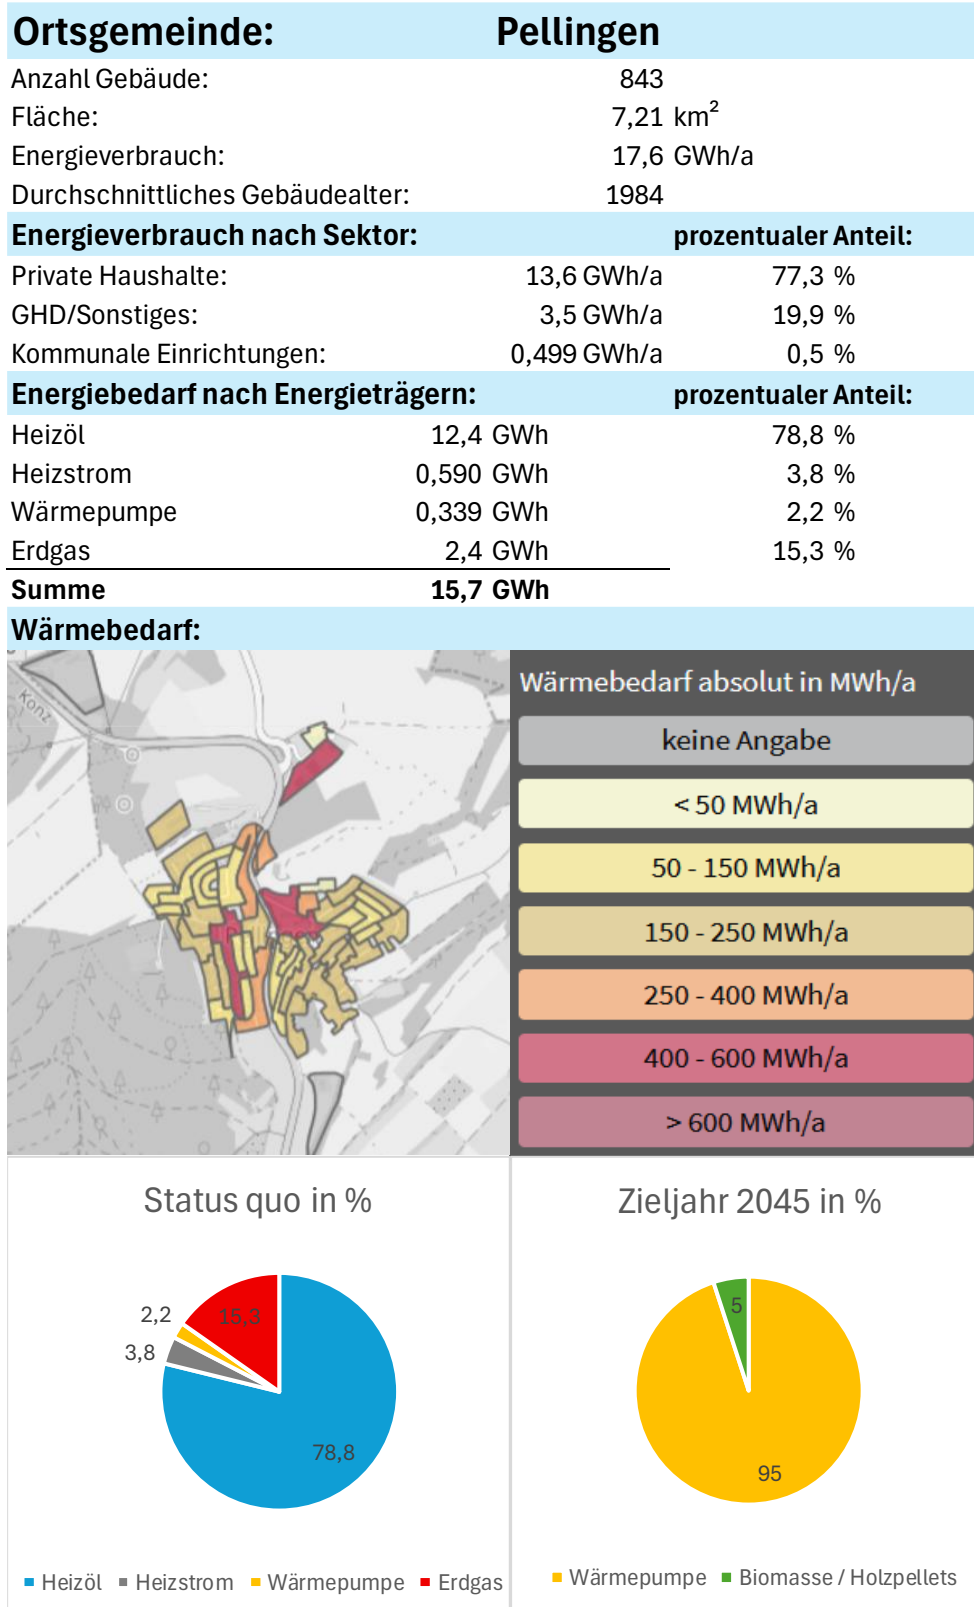 Ortsgemeinde: Pellingen
Anzahl Gebäude: 843
Fläche: 7,21 km²
Energieverbrauch: 17,6 GWh/a
Durchschnittliches Gebäudealter: 1984
Energieverbrauch nach Sektor: prozentualer Anteil:
Private Haushalte: 13,6 GWh/a 77,3 %
GHD/Sonstiges: 3,5 GWh/a 19,9 %
Kommunale Einrichtungen: 0,499 GWh/a 0,5 %
Energiebedarf nach Energieträgern: prozentualer Anteil:
Heizöl 12,4 GWh 78,8 %
Heizstrom 0,590 GWh 3,8 %
Wärmepumpe 0,339 GWh 2,2 %
Erdgas 2,4 GWh 15,3 %
Summe 15,7 GWh
Wärmebedarf:
Konz
Wärmebedarf absolut in MWh/a
keine Angabe
< 50 MWh/a
50 - 150 MWh/a
150 - 250 MWh/a
250 - 400 MWh/a
400 - 600 MWh/a
> 600 MWh/a
Status quo in %
2,2
15,3
3,8
78,8
Heizöl Heizstrom Wärmepumpe Erdgas
Zieljahr 2045 in %
5
95
Wärmepumpe Biomasse / Holzpellets